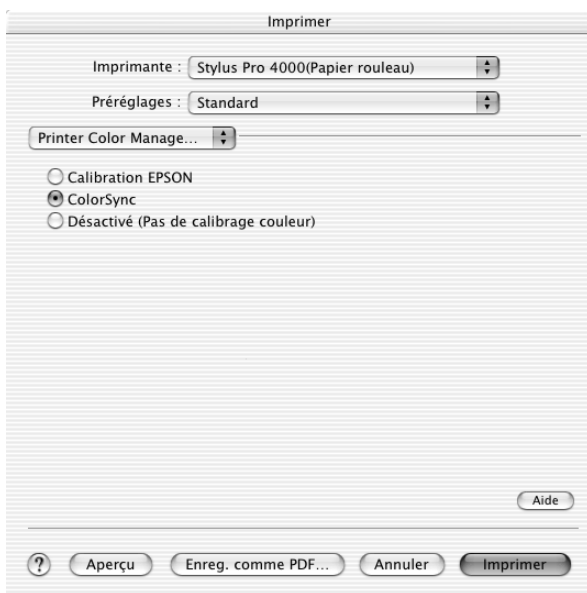 Imprimer
Imprimante : Stylus Pro 4000(Papier rouleau)
Préréglages : Standard
Printer Color Manage...
Calibration EPSON
ColorSync
Désactivé (Pas de calibrage couleur)
Aide
? Aperçu Enreg. comme PDF... Annuler Imprimer